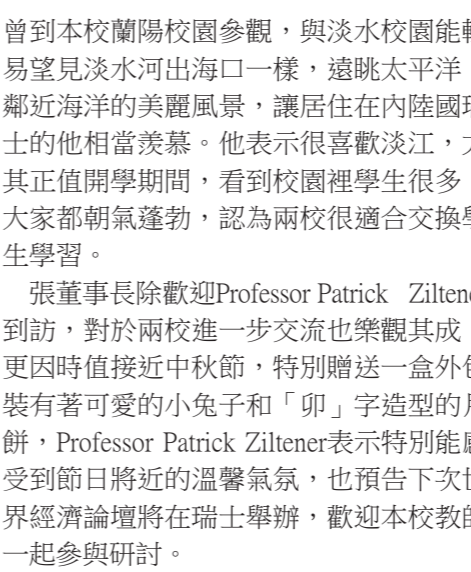 曾到本校蘭陽校園參觀，與淡水校園能
易望見淡水河出海口一樣，遠眺太平洋
鄰近海洋的美麗風景，讓居住在內陸國
士的他相當羨慕。他表示很喜歡淡江，
其正值開學期間，看到校園裡學生很多
大家都朝氣蓬勃，認為兩校很適合交換
生學習。
張董事長除歡迎Professor Patrick Ziltene
到訪，對於兩校進一步交流也樂觀其成
更因時值接近中秋節，特別贈送一盒外
裝有著可愛的小兔子和「卯」字造型的
餅，Professor Patrick Ziltener表示特別能
受到節日將近的溫馨氣氛，也預告下次
界經濟論壇將在瑞士舉辦，歡迎本校教
一起參與研討。